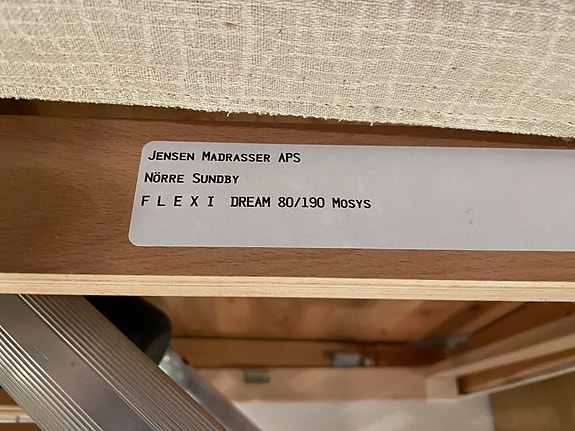 Jensen Madrasser APS
Nörre Sundby
F L E X I DREAM 80/190 Mosys